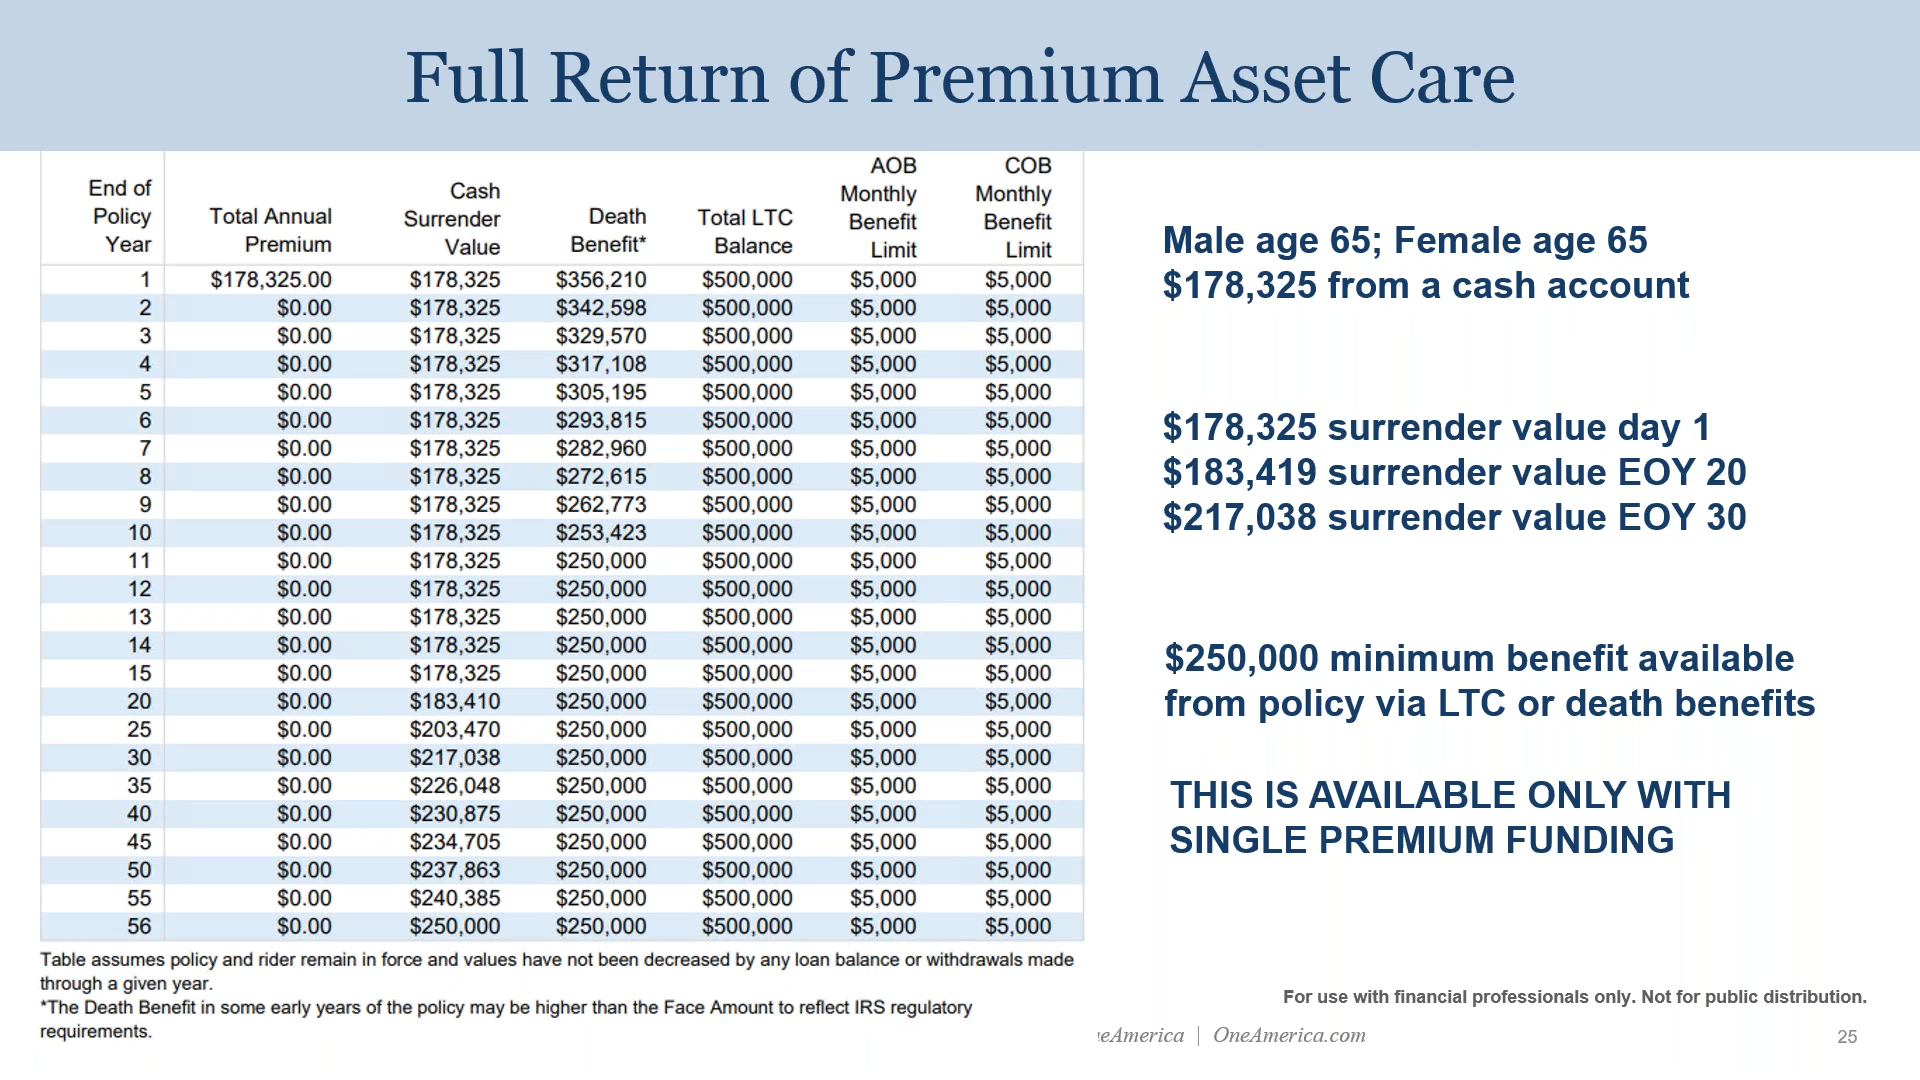 Full Return of Premium Asset Care
End of Policy Year | Total Annual Premium | Cash Surrender Value | Death Benefit* | Total LTC Balance | AOB Monthly Benefit Limit | COB Monthly Benefit Limit
1 $178,325.00 $178,325 $356,210 $500,000 $5,000 $5,000
2 $0.00 $178,325 $342,598 $500,000 $5,000 $5,000
3 $0.00 $178,325 $329,570 $500,000 $5,000 $5,000
4 $0.00 $178,325 $317,108 $500,000 $5,000 $5,000
5 $0.00 $178,325 $305,195 $500,000 $5,000 $5,000
6 $0.00 $178,325 $293,815 $500,000 $5,000 $5,000
7 $0.00 $178,325 $282,960 $500,000 $5,000 $5,000
8 $0.00 $178,325 $272,615 $500,000 $5,000 $5,000
9 $0.00 $178,325 $262,773 $500,000 $5,000 $5,000
10 $0.00 $178,325 $253,423 $500,000 $5,000 $5,000
11 $0.00 $178,325 $250,000 $500,000 $5,000 $5,000
12 $0.00 $178,325 $250,000 $500,000 $5,000 $5,000
13 $0.00 $178,325 $250,000 $500,000 $5,000 $5,000
14 $0.00 $178,325 $250,000 $500,000 $5,000 $5,000
15 $0.00 $178,325 $250,000 $500,000 $5,000 $5,000
20 $0.00 $183,410 $250,000 $500,000 $5,000 $5,000
25 $0.00 $203,470 $250,000 $500,000 $5,000 $5,000
30 $0.00 $217,038 $250,000 $500,000 $5,000 $5,000
35 $0.00 $226,048 $250,000 $500,000 $5,000 $5,000
40 $0.00 $230,875 $250,000 $500,000 $5,000 $5,000
45 $0.00 $234,705 $250,000 $500,000 $5,000 $5,000
50 $0.00 $237,863 $250,000 $500,000 $5,000 $5,000
55 $0.00 $240,385 $250,000 $500,000 $5,000 $5,000
56 $0.00 $250,000 $250,000 $500,000 $5,000 $5,000
Table assumes policy and rider remain in force and values have not been decreased by any loan balance or withdrawals made
through a given year.
*The Death Benefit in some early years of the policy may be higher than the Face Amount to reflect IRS regulatory
requirements.
Male age 65; Female age 65
$178,325 from a cash account
$178,325 surrender value day 1
$183,419 surrender value EOY 20
$217,038 surrender value EOY 30
$250,000 minimum benefit available
from policy via LTC or death benefits
THIS IS AVAILABLE ONLY WITH
SINGLE PREMIUM FUNDING
For use with financial professionals only. Not for public distribution.
eAmerica | OneAmerica.com
25